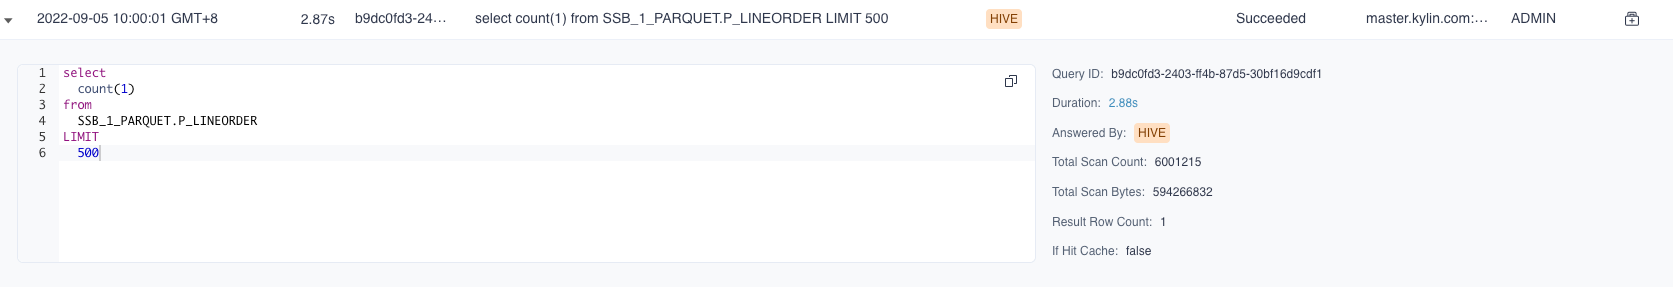 2022-09-05 10:00:01 GMT+8 2.87s b9dc0fd3-24... select count(1) from SSB_1_PARQUET.P_LINEORDER LIMIT 500 HIVE Succeeded master.kylin.com:... ADMIN
1 select
2 count(1)
3 from
4 SSB_1_PARQUET.P_LINEORDER
5 LIMIT
6 500
Query ID: b9dc0fd3-2403-ff4b-87d5-30bf16d9cdf1
Duration: 2.88s
Answered By: HIVE
Total Scan Count: 6001215
Total Scan Bytes: 594266832
Result Row Count: 1
If Hit Cache: false